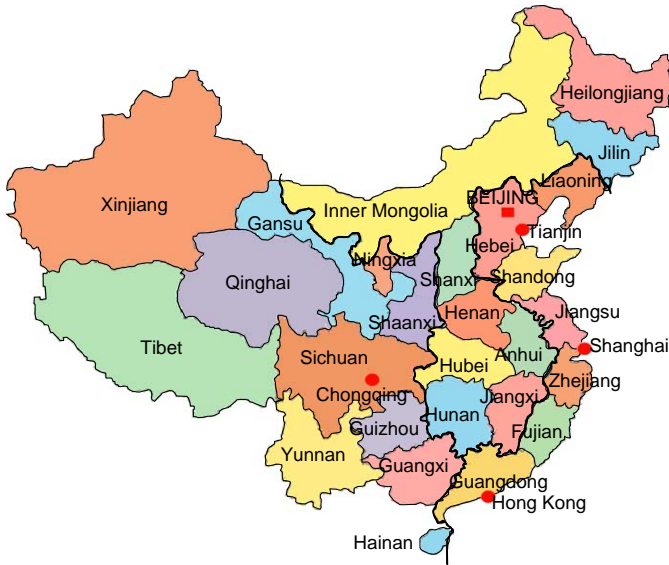 Heilongjiang
Jilin
Liaoning
Xinjiang
BEIJING
Inner Mongolia
Gansu
Tianjin
Hebei
Ningxia
Shanxi
Shandong
Qinghai
Jiangsu
Henan
Shaanxi
Tibet
Shanghai
Anhui
Sichuan
Hubei
Zhejiang
Chongqing
Jiangxi
Hunan
Guizhou
Fujian
Yunnan
Guangxi
Guangdong
Hong Kong
Hainan